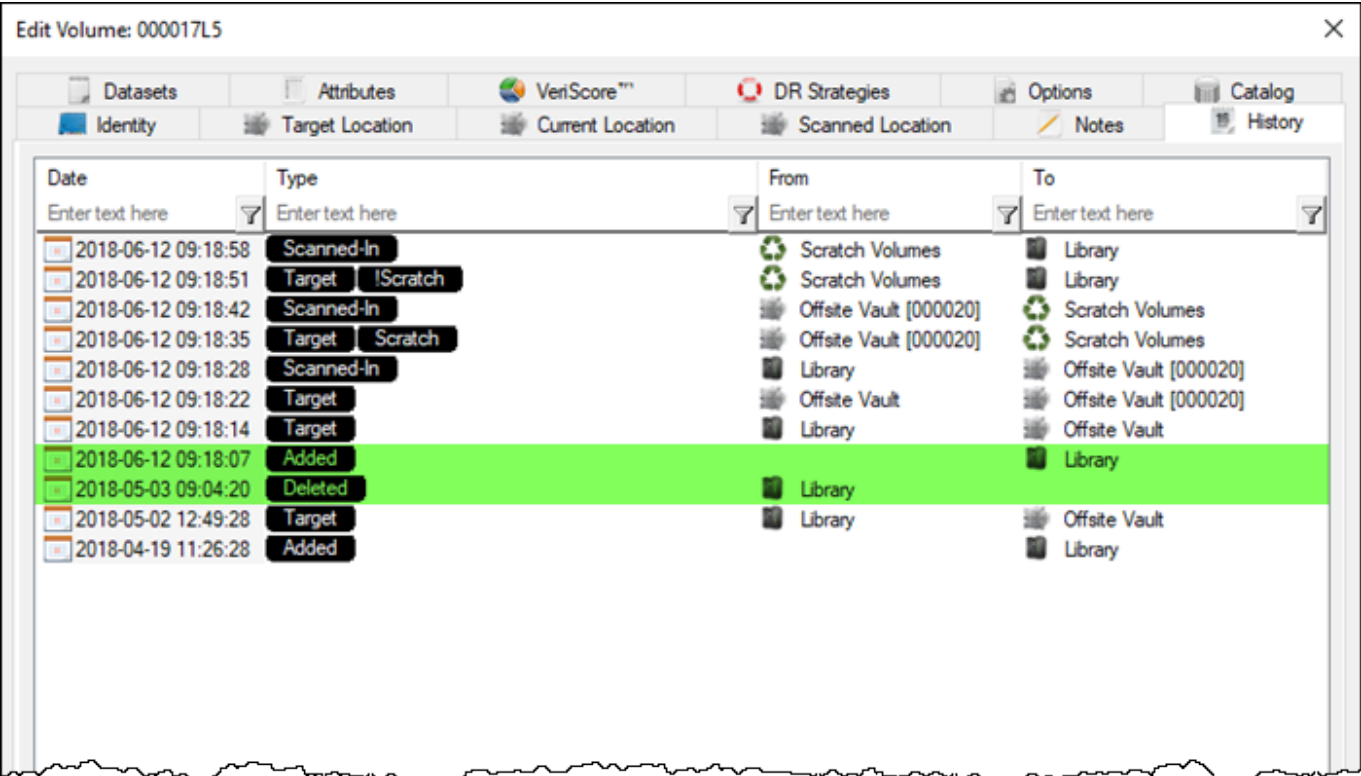 Edit Volume: 000017L5
Datasets Attributes VeriScore™ DR Strategies Options Catalog
Identity Target Location Current Location Scanned Location Notes History
Date Type From To
Enter text here Enter text here Enter text here Enter text here
2018-06-12 09:18:58 Scanned-In Scratch Volumes Library
2018-06-12 09:18:51 Target !Scratch Scratch Volumes Library
2018-06-12 09:18:42 Scanned-In Offsite Vault [000020] Scratch Volumes
2018-06-12 09:18:35 Target Scratch Offsite Vault [000020] Scratch Volumes
2018-06-12 09:18:28 Scanned-In Library Offsite Vault [000020]
2018-06-12 09:18:22 Target Offsite Vault Offsite Vault [000020]
2018-06-12 09:18:14 Target Library Offsite Vault
2018-06-12 09:18:07 Added Library
2018-05-03 09:04:20 Deleted Library
2018-05-02 12:49:28 Target Library Offsite Vault
2018-04-19 11:26:28 Added Library